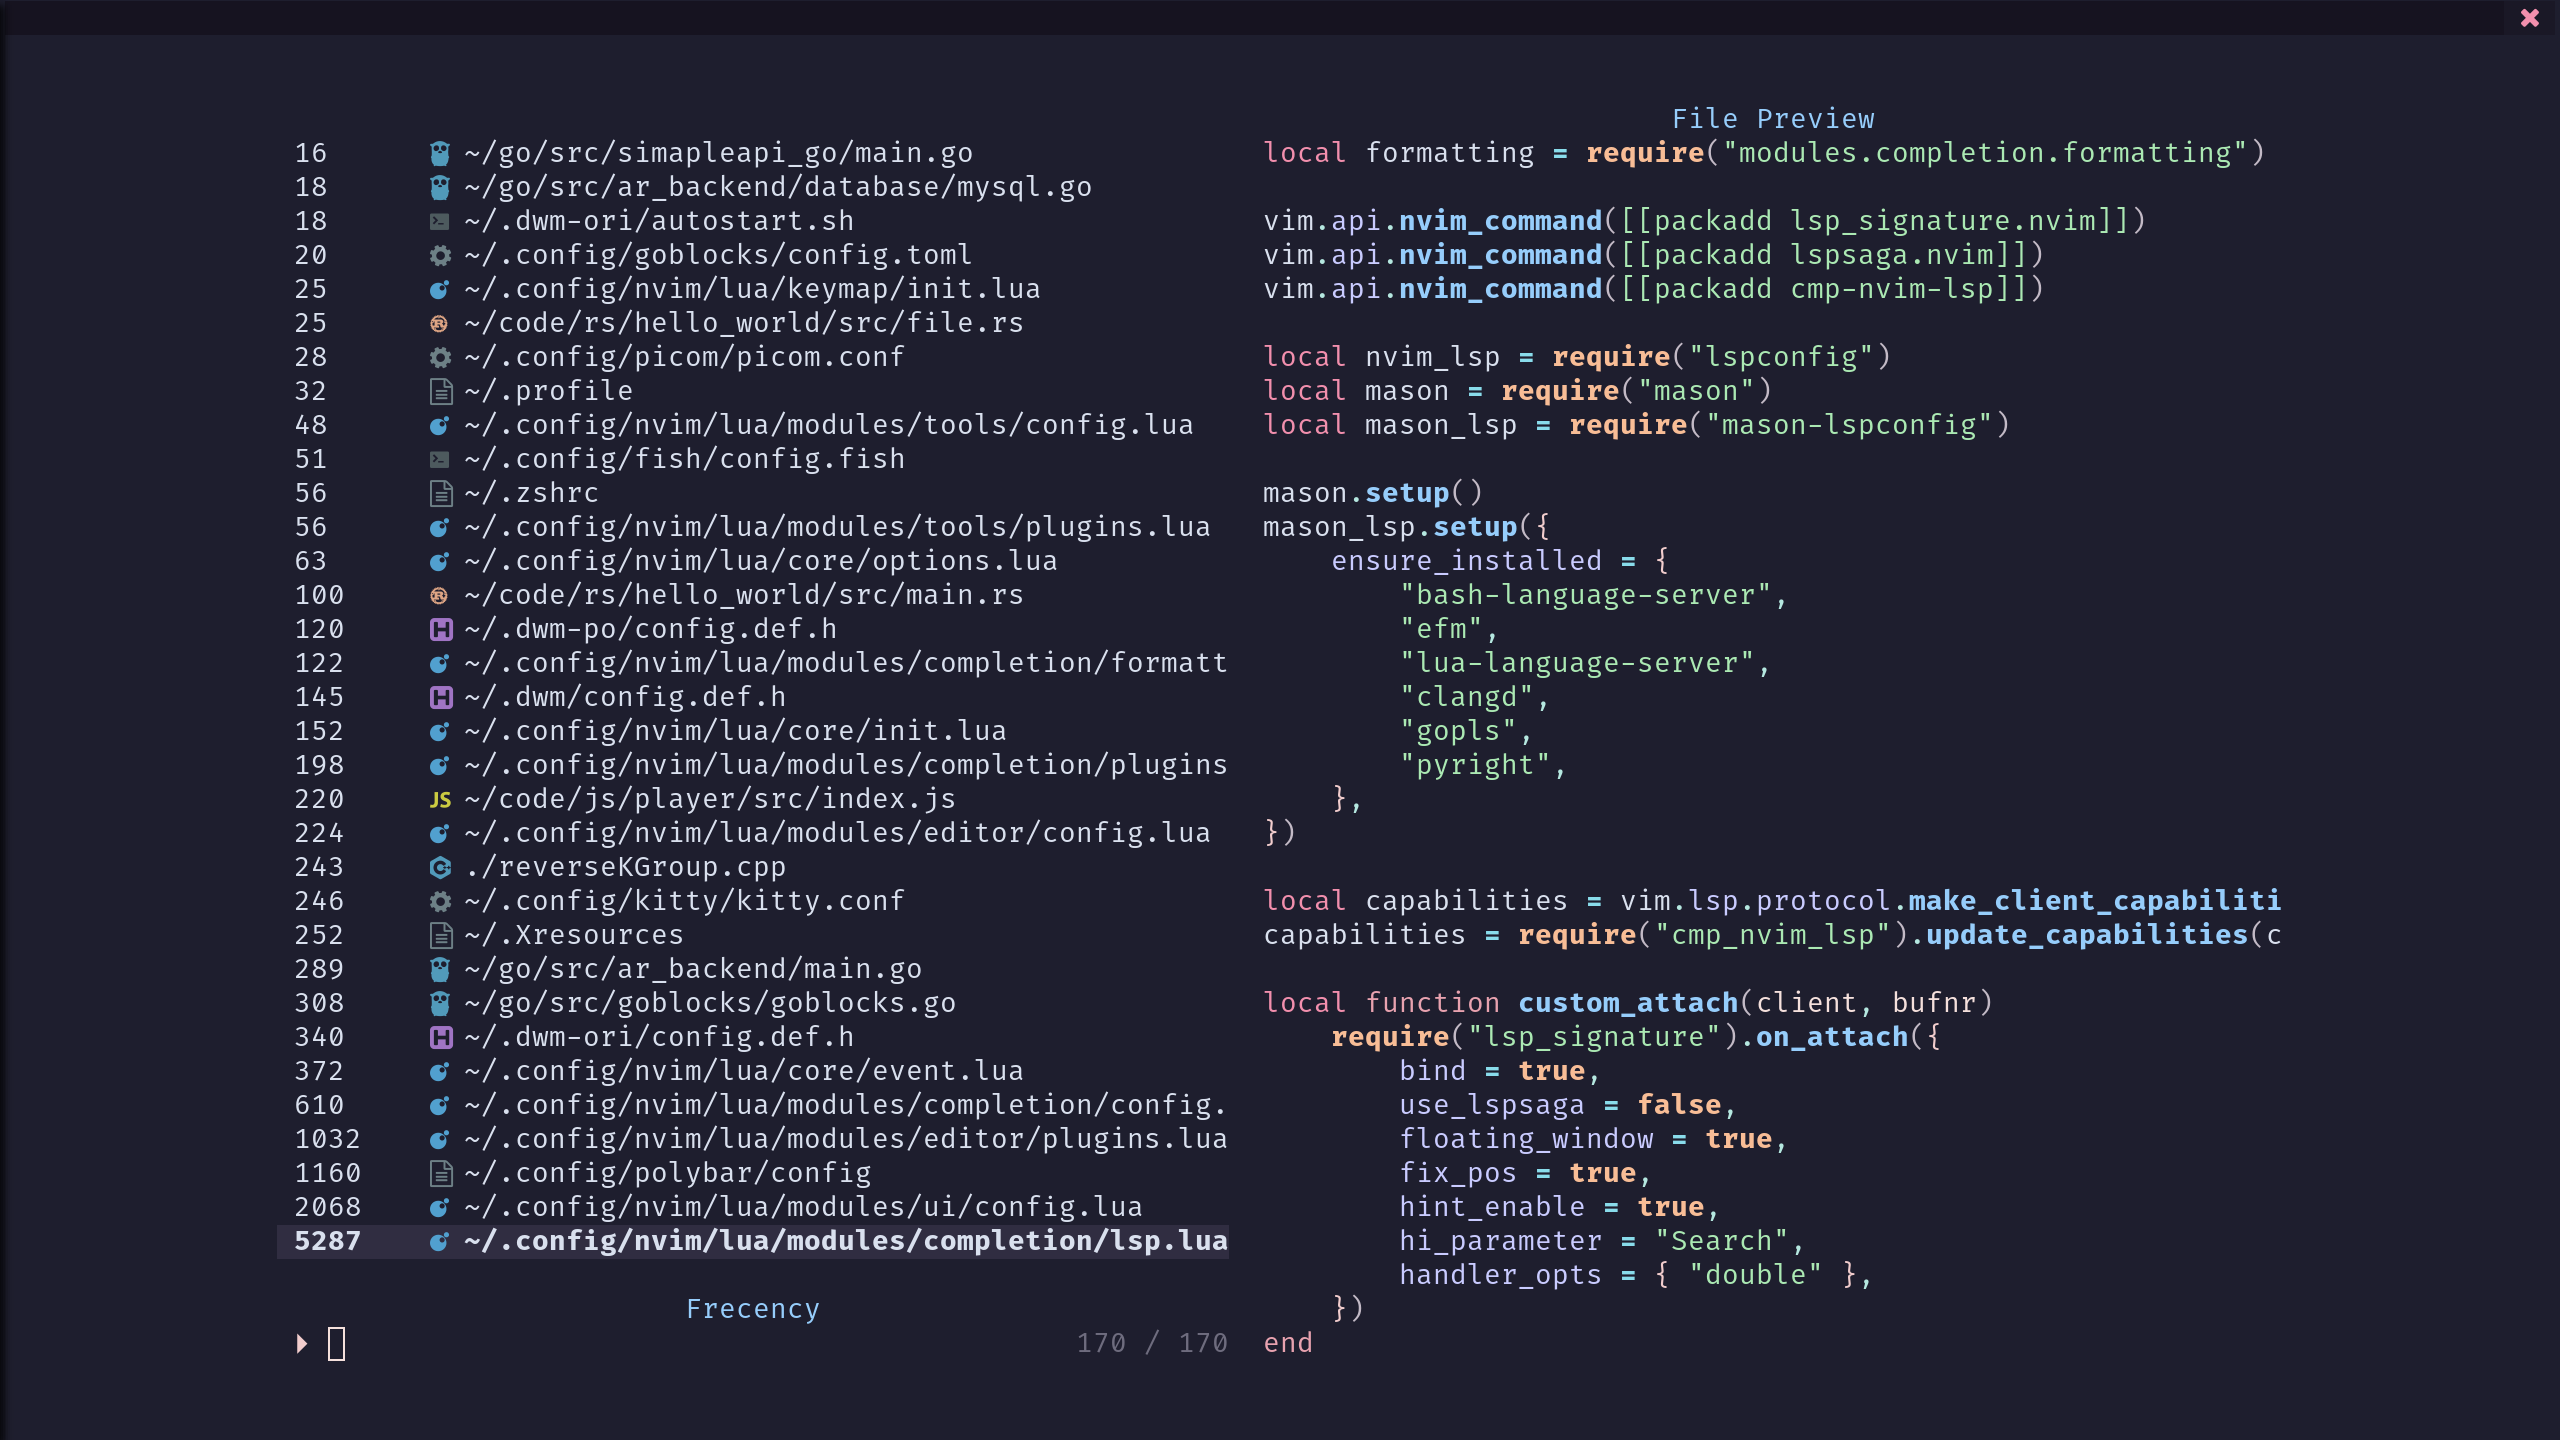 16 ~/go/src/simapleapi_go/main.go
18 ~/go/src/ar_backend/database/mysql.go
18 ~/.dwm-ori/autostart.sh
20 ~/.config/goblocks/config.toml
25 ~/.config/nvim/lua/keymap/init.lua
25 ~/code/rs/hello_world/src/file.rs
28 ~/.config/picom/picom.conf
32 ~/.profile
48 ~/.config/nvim/lua/modules/tools/config.lua
51 ~/.config/fish/config.fish
56 ~/.zshrc
56 ~/.config/nvim/lua/modules/tools/plugins.lua
63 ~/.config/nvim/lua/core/options.lua
100 ~/code/rs/hello_world/src/main.rs
120 ~/.dwm-po/config.def.h
122 ~/.config/nvim/lua/modules/completion/formatt
145 ~/.dwm/config.def.h
152 ~/.config/nvim/lua/core/init.lua
198 ~/.config/nvim/lua/modules/completion/plugins
220 JS ~/code/js/player/src/index.js
224 ~/.config/nvim/lua/modules/editor/config.lua
243 ./reverseKGroup.cpp
246 ~/.config/kitty/kitty.conf
252 ~/.Xresources
289 ~/go/src/ar_backend/main.go
308 ~/go/src/goblocks/goblocks.go
340 ~/.dwm-ori/config.def.h
372 ~/.config/nvim/lua/core/event.lua
610 ~/.config/nvim/lua/modules/completion/config.
1032 ~/.config/nvim/lua/modules/editor/plugins.lua
1160 ~/.config/polybar/config
2068 ~/.config/nvim/lua/modules/ui/config.lua
5287 ~/.config/nvim/lua/modules/completion/lsp.lua
Frecency
170 / 170
File Preview
local formatting = require("modules.completion.formatting")
vim.api.nvim_command([[packadd lsp_signature.nvim]])
vim.api.nvim_command([[packadd lspsaga.nvim]])
vim.api.nvim_command([[packadd cmp-nvim-lsp]])
local nvim_lsp = require("lspconfig")
local mason = require("mason")
local mason_lsp = require("mason-lspconfig")
mason.setup()
mason_lsp.setup({
    ensure_installed = {
        "bash-language-server",
        "efm",
        "lua-language-server",
        "clangd",
        "gopls",
        "pyright",
    },
})
local capabilities = vim.lsp.protocol.make_client_capabiliti
capabilities = require("cmp_nvim_lsp").update_capabilities(c
local function custom_attach(client, bufnr)
    require("lsp_signature").on_attach({
        bind = true,
        use_lspsaga = false,
        floating_window = true,
        fix_pos = true,
        hint_enable = true,
        hi_parameter = "Search",
        handler_opts = { "double" },
    })
end